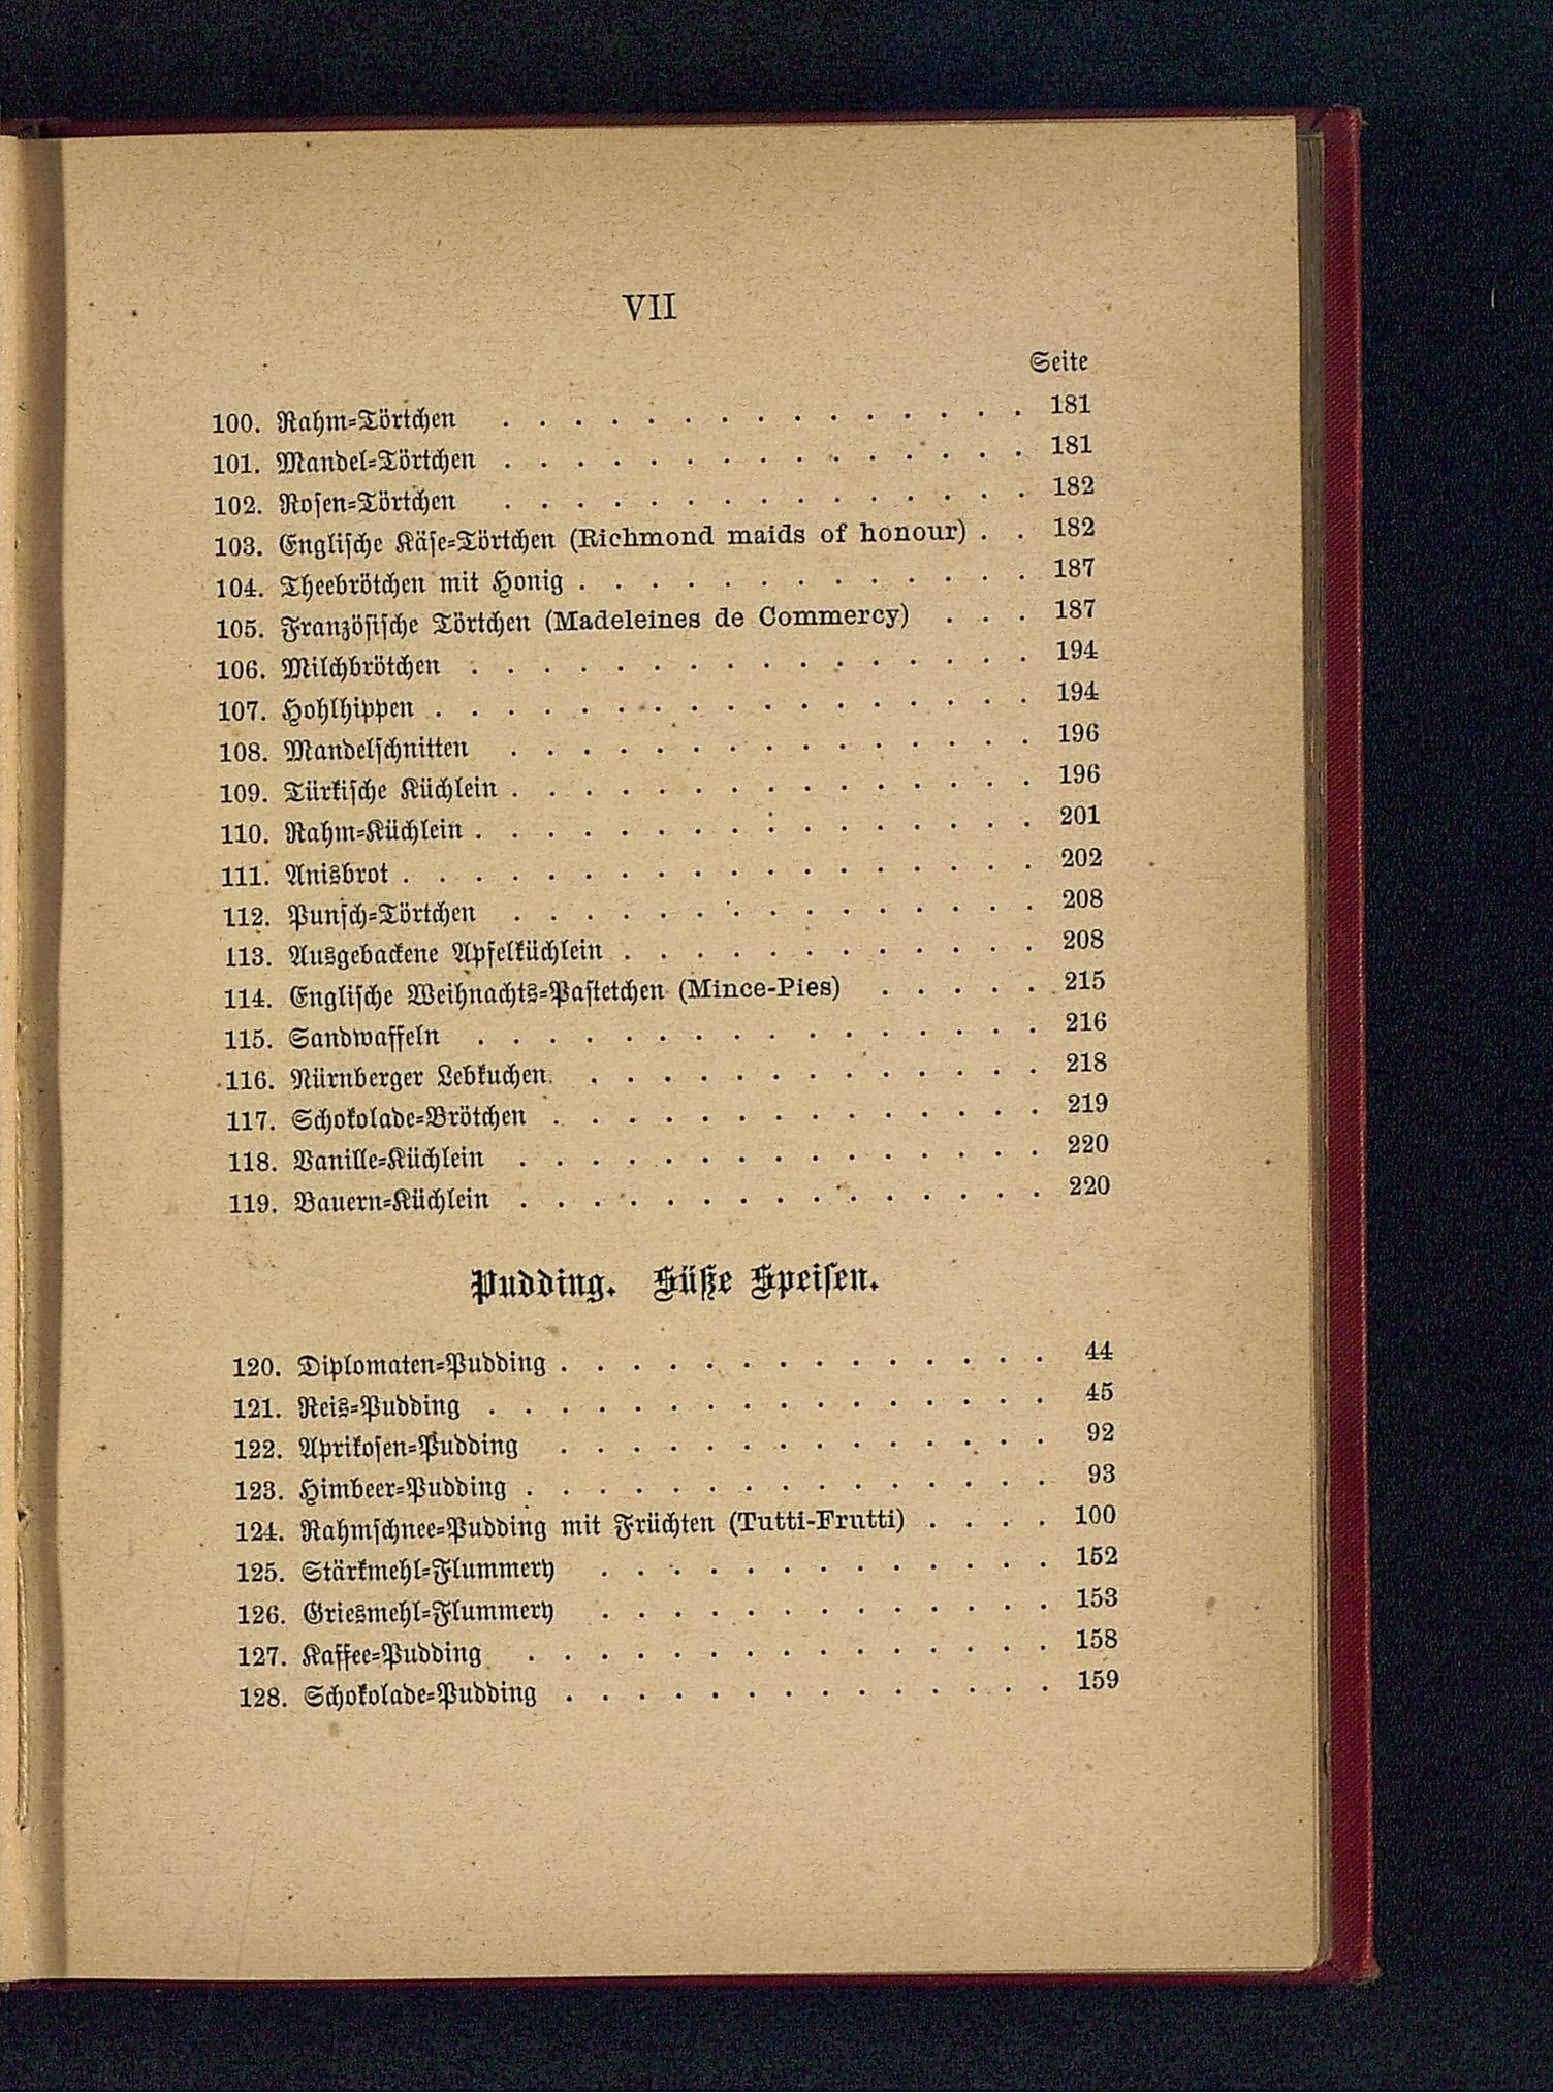 VII
Seite
100. Rahm=Törtchen . . . . . . . . . . . . . . . 181
101. Mandel=Törtchen . . . . . . . . . . . . . . . 181
102. Rosen=Törtchen . . . . . . . . . . . . . . . 182
103. Englische Käse=Törtchen (Richmond maids of honour) . . 182
104. Theebrötchen mit Honig . . . . . . . . . . . . . 187
105. Französische Törtchen (Madeleines de Commercy) . . . 187
106. Milchbrötchen . . . . . . . . . . . . . . . . 194
107. Hohlhippen . . . . . . . . . . . . . . . . . 194
108. Mandelschnitten . . . . . . . . . . . . . . . 196
109. Türkische Küchlein . . . . . . . . . . . . . . . 196
110. Rahm=Küchlein . . . . . . . . . . . . . . . . 201
111. Anisbrot . . . . . . . . . . . . . . . . . . 202
112. Punsch=Törtchen . . . . . . . . . . . . . . . 208
113. Ausgebackene Apfelküchlein . . . . . . . . . . . . 208
114. Englische Weihnachts=Pastetchen (Mince-Pies) . . . . . 215
115. Sandwaffeln . . . . . . . . . . . . . . . . 216
116. Nürnberger Lebkuchen . . . . . . . . . . . . . 218
117. Schokolade=Brötchen . . . . . . . . . . . . . . 219
118. Vanille=Küchlein . . . . . . . . . . . . . . . 220
119. Bauern=Küchlein . . . . . . . . . . . . . . . 220
Pudding. Süße Speisen.
120. Diplomaten=Pudding . . . . . . . . . . . . . . 44
121. Reis=Pudding . . . . . . . . . . . . . . . . 45
122. Aprikosen=Pudding . . . . . . . . . . . . . . 92
123. Himbeer=Pudding . . . . . . . . . . . . . . . 93
124. Rahmschnee=Pudding mit Früchten (Tutti-Frutti) . . . . 100
125. Stärkmehl=Flummery . . . . . . . . . . . . . 152
126. Griesmehl=Flummery . . . . . . . . . . . . . 153
127. Kaffee=Pudding . . . . . . . . . . . . . . . 158
128. Schokolade=Pudding . . . . . . . . . . . . . . 159